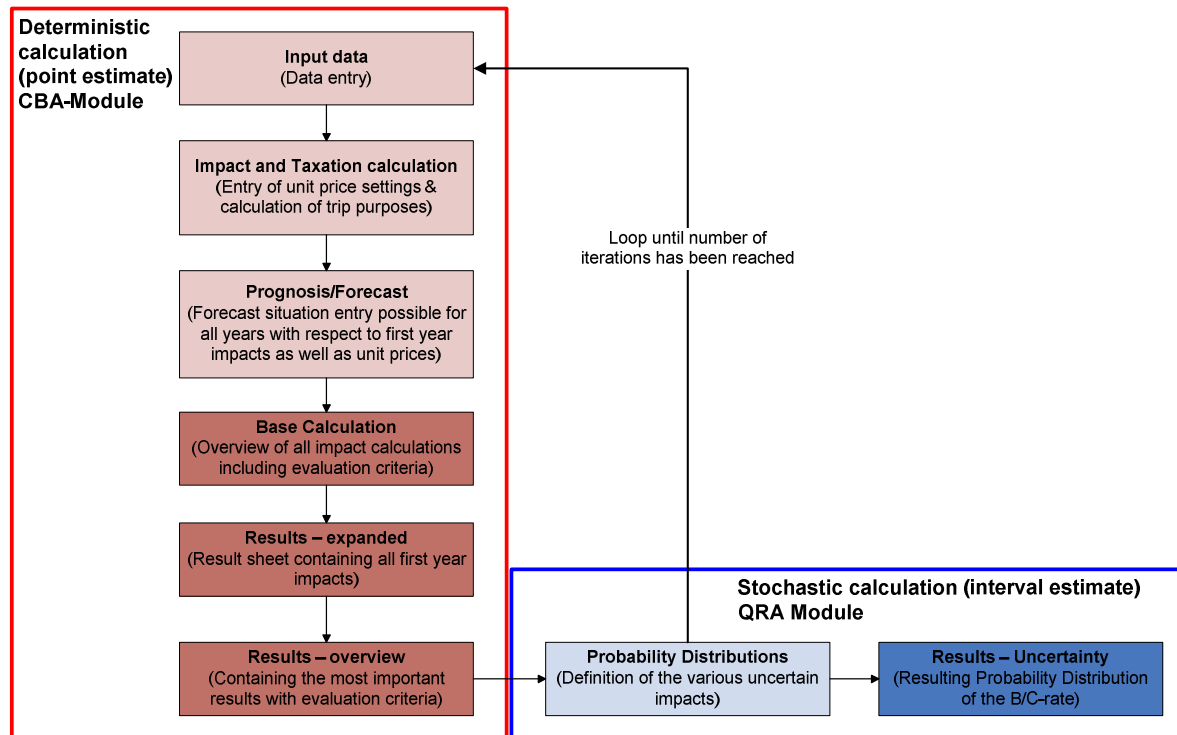 Deterministic
calculation
(point estimate)
CBA-Module
Input data
(Data entry)
Impact and Taxation calculation
(Entry of unit price settings &
calculation of trip purposes)
Loop until number of
iterations has been reached
Prognosis/Forecast
(Forecast situation entry possible for
all years with respect to first year
impacts as well as unit prices)
Base Calculation
(Overview of all impact calculations
including evaluation criteria)
Results – expanded
(Result sheet containing all first year
impacts)
Stochastic calculation (interval estimate)
QRA Module
Results – overview
(Containing the most important
results with evaluation criteria)
Probability Distributions
(Definition of the various uncertain
impacts)
Results – Uncertainty
(Resulting Probability Distribution
of the B/C-rate)